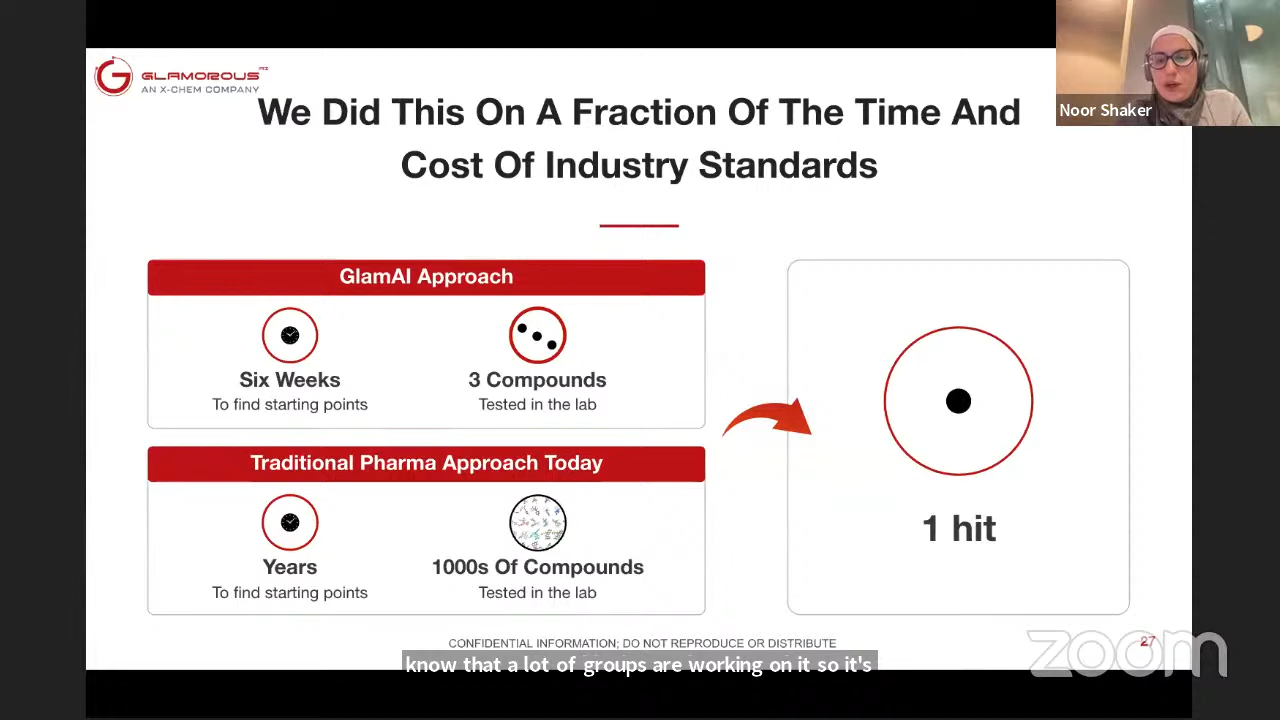 GLAMOROUS
AN X-CHEM COMPANY
Noor Shaker
We Did This On A Fraction Of The Time And
Cost Of Industry Standards
GlamAI Approach
Six Weeks
To find starting points
3 Compounds
Tested in the lab
Traditional Pharma Approach Today
Years
To find starting points
1000s Of Compounds
Tested in the lab
1 hit
CONFIDENTIAL INFORMATION; DO NOT REPRODUCE OR DISTRIBUTE
27
know that a lot of groups are working on it so it's
zoom